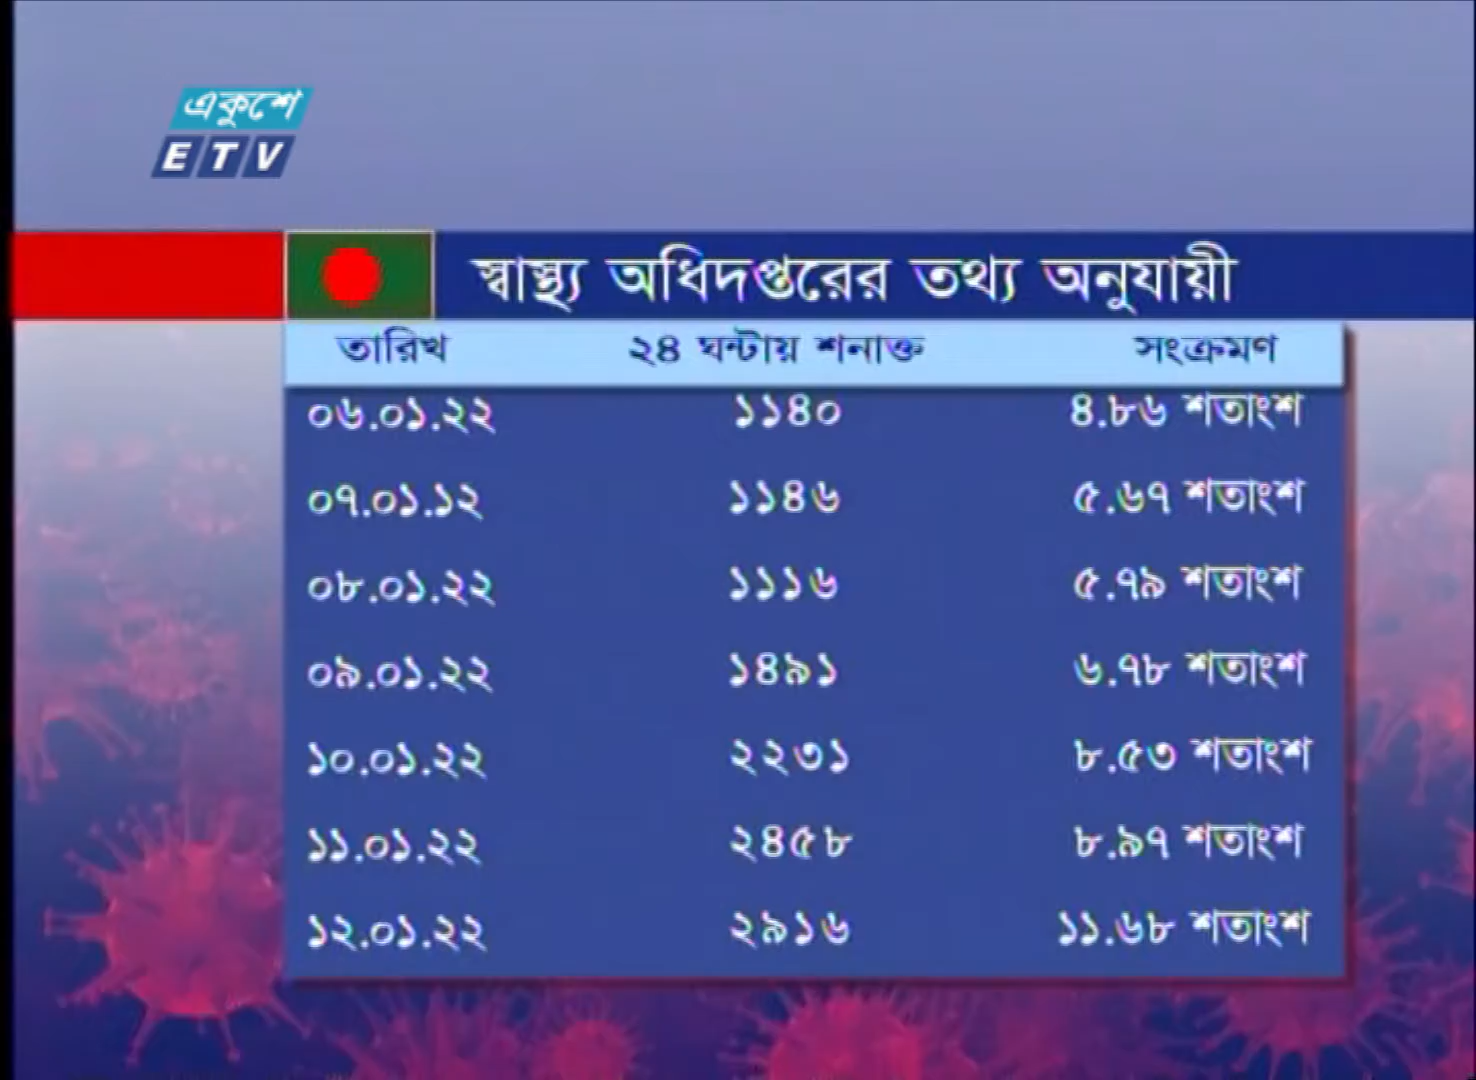 একুশে
ETV
স্বাস্থ্য অধিদপ্তরের তথ্য অনুযায়ী
তারিখ ২৪ ঘন্টায় শনাক্ত সংক্রমণ
০৬.০১.২২ ১১৪০ ৪.৮৬ শতাংশ
০৭.০১.১২ ১১৪৬ ৫.৬৭ শতাংশ
০৮.০১.২২ ১১১৬ ৫.৭৯ শতাংশ
০৯.০১.২২ ১৪৯১ ৬.৭৮ শতাংশ
১০.০১.২২ ২২৩১ ৮.৫৩ শতাংশ
১১.০১.২২ ২৪৫৮ ৮.৯৭ শতাংশ
১২.০১.২২ ২৯১৬ ১১.৬৮ শতাংশ